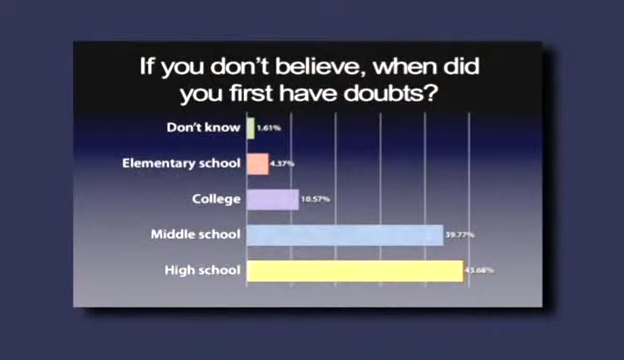 If you don't believe, when did
you first have doubts?
Don't know 1.61%
Elementary school 4.37%
College 10.57%
Middle school 39.77%
High school 43.68%